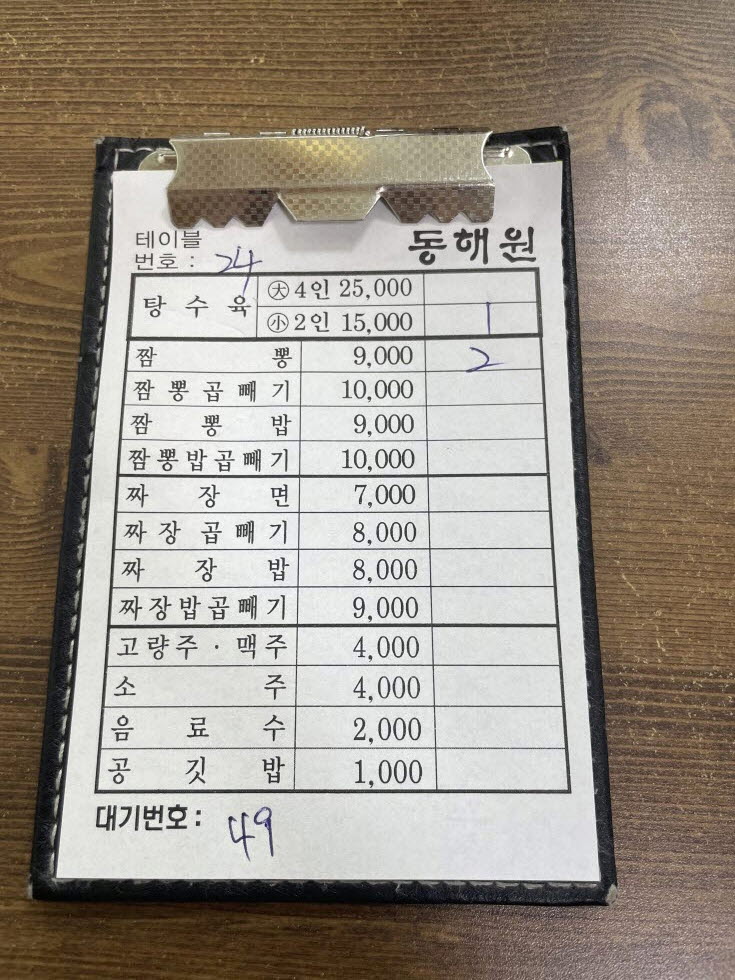 동해원
테이블
번호 : 24
탕수육 ㊅ 4인 25,000
㊉ 2인 15,000 1
짬뽕 9,000 2
짬뽕곱빼기 10,000
짬뽕밥 9,000
짬뽕밥곱빼기 10,000
짜장면 7,000
짜장곱빼기 8,000
짜장밥 8,000
짜장밥곱빼기 9,000
고량주 · 맥주 4,000
소주 4,000
음료수 2,000
공깃밥 1,000
대기번호 : 49